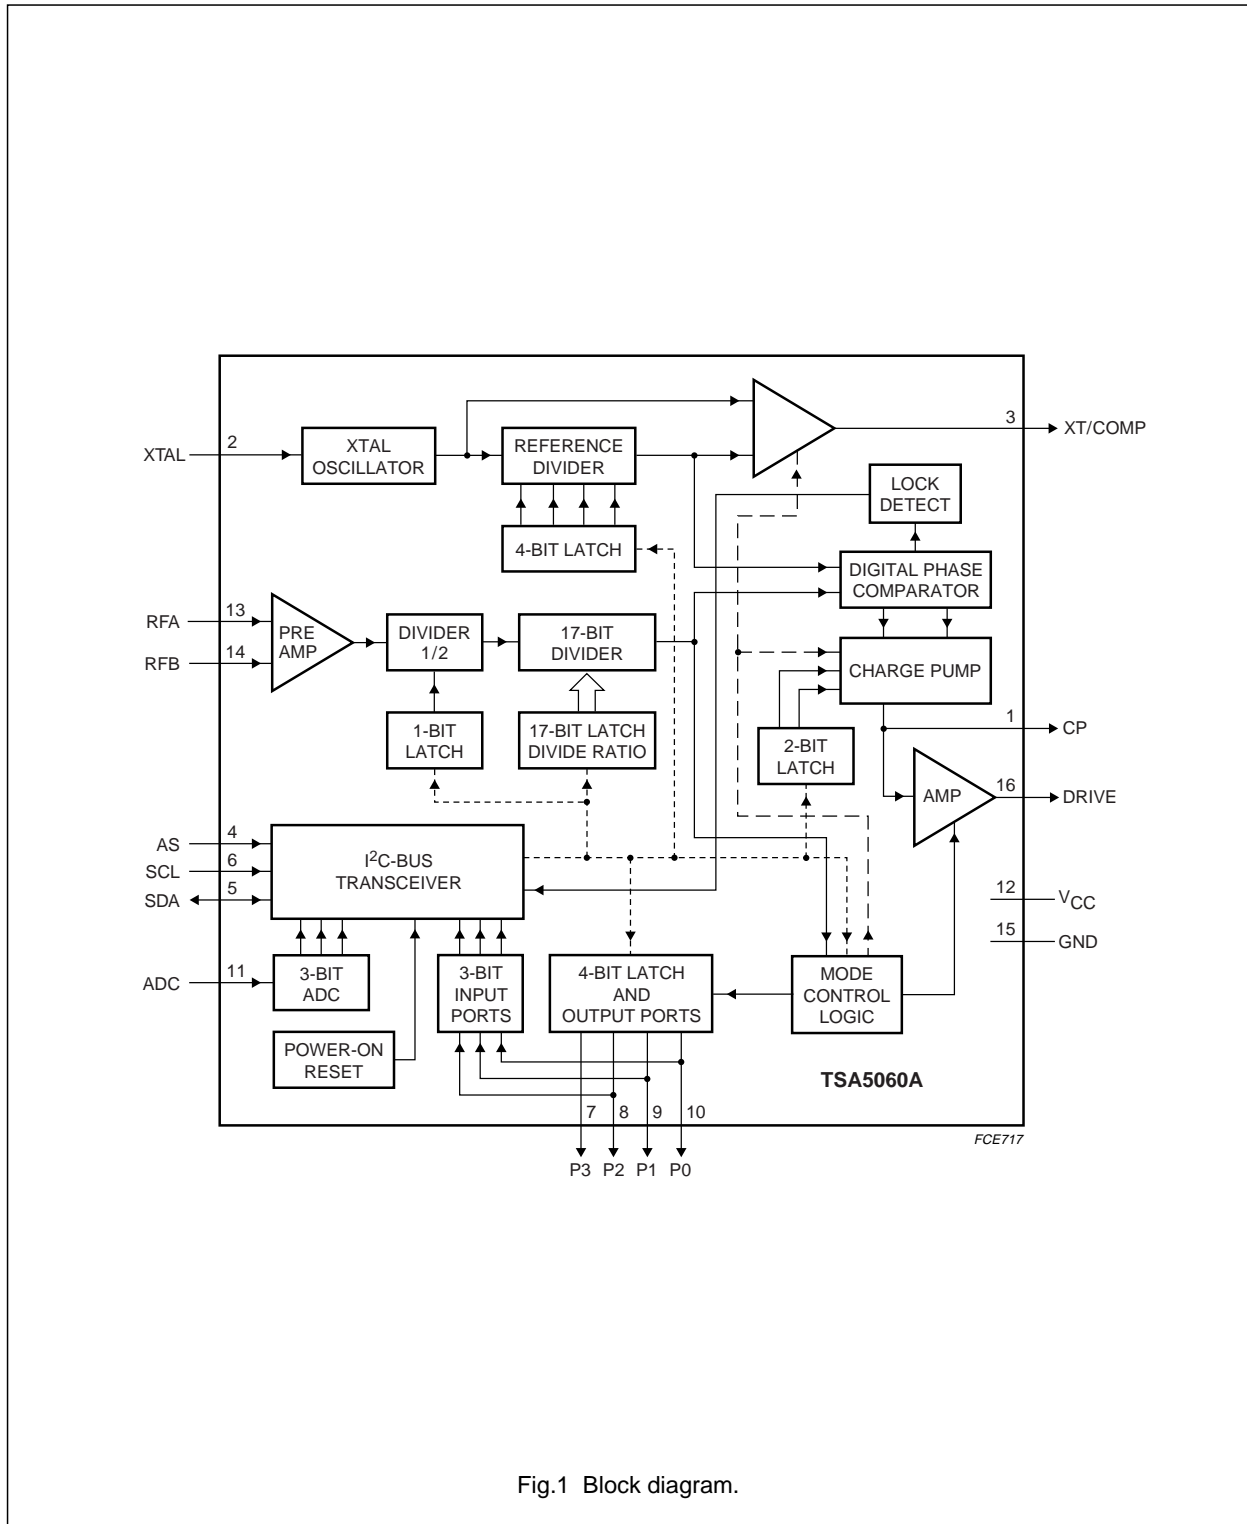 2
3
XTAL
XTAL
OSCILLATOR
REFERENCE
DIVIDER
XT/COMP
LOCK
DETECT
4-BIT LATCH
DIGITAL PHASE
COMPARATOR
RFA
13
RFB
14
PRE
AMP
DIVIDER
1/2
17-BIT
DIVIDER
CHARGE PUMP
1-BIT
LATCH
17-BIT LATCH
DIVIDE RATIO
2-BIT
LATCH
1
CP
AMP
16
DRIVE
AS
4
SCL
6
SDA
5
I2C-BUS
TRANSCEIVER
12
VCC
15
GND
ADC
11
3-BIT
ADC
3-BIT
INPUT
PORTS
4-BIT LATCH
AND
OUTPUT PORTS
MODE
CONTROL
LOGIC
POWER-ON
RESET
TSA5060A
7
8
9
10
FCE717
P3
P2
P1
P0
Fig.1 Block diagram.